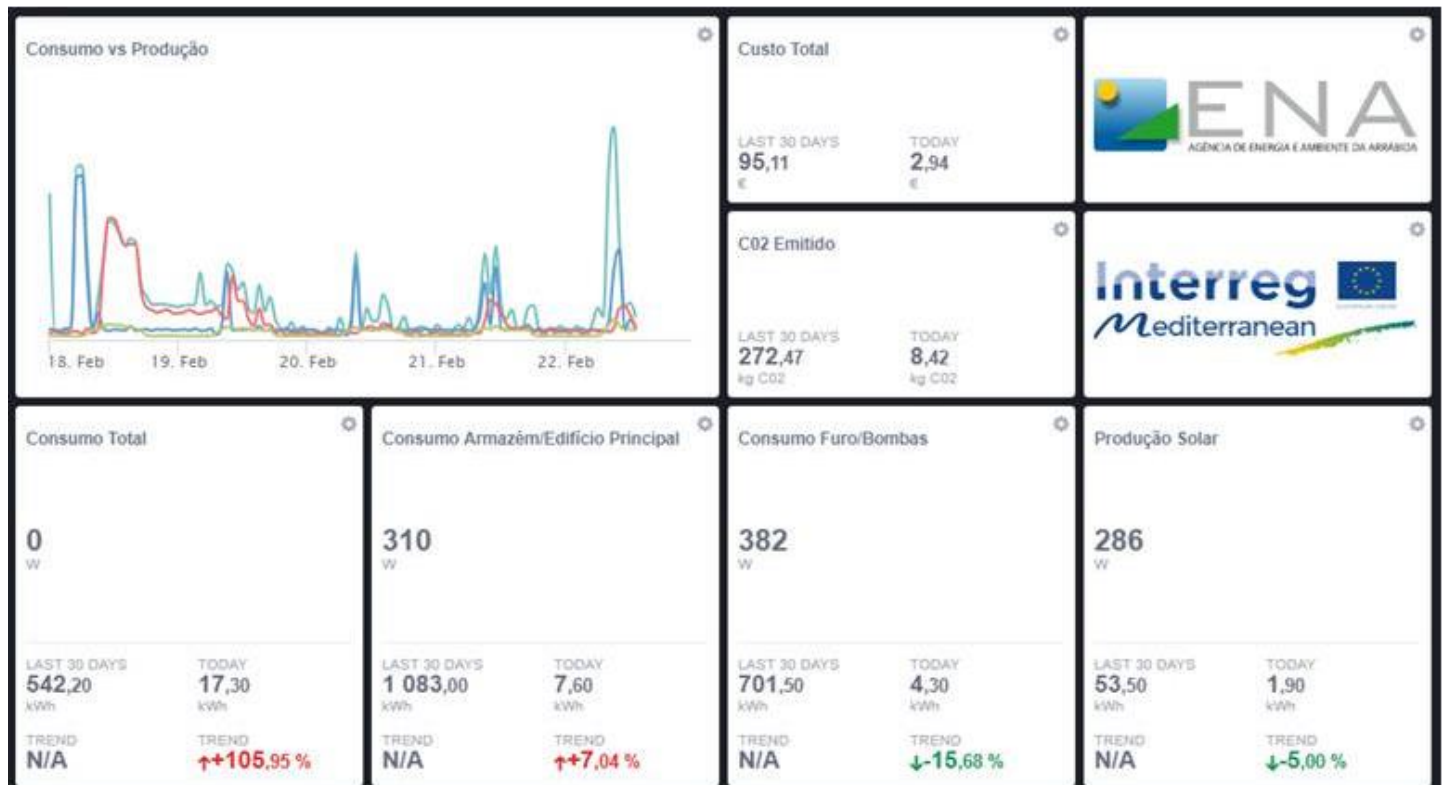 Consumo vs Produção
18. Feb 19. Feb 20. Feb 21. Feb 22. Feb
Custo Total
LAST 30 DAYS TODAY
95,11 2,94
€ €
ENA
AGÊNCIA DE ENERGIA E AMBIENTE DA ARRÁBIDA
C02 Emitido
LAST 30 DAYS TODAY
272,47 8,42
kg C02 kg C02
Interreg
Mediterranean
Consumo Total
0
W
LAST 30 DAYS TODAY
542,20 17,30
kWh kWh
TREND TREND
N/A ↑+105,95 %
Consumo Armazém/Edifício Principal
310
W
LAST 30 DAYS TODAY
1 083,00 7,60
kWh kWh
TREND TREND
N/A ↑+7,04 %
Consumo Furo/Bombas
382
W
LAST 30 DAYS TODAY
701,50 4,30
kWh kWh
TREND TREND
N/A ↓-15,68 %
Produção Solar
286
W
LAST 30 DAYS TODAY
53,50 1,90
kWh kWh
TREND TREND
N/A ↓-5,00 %